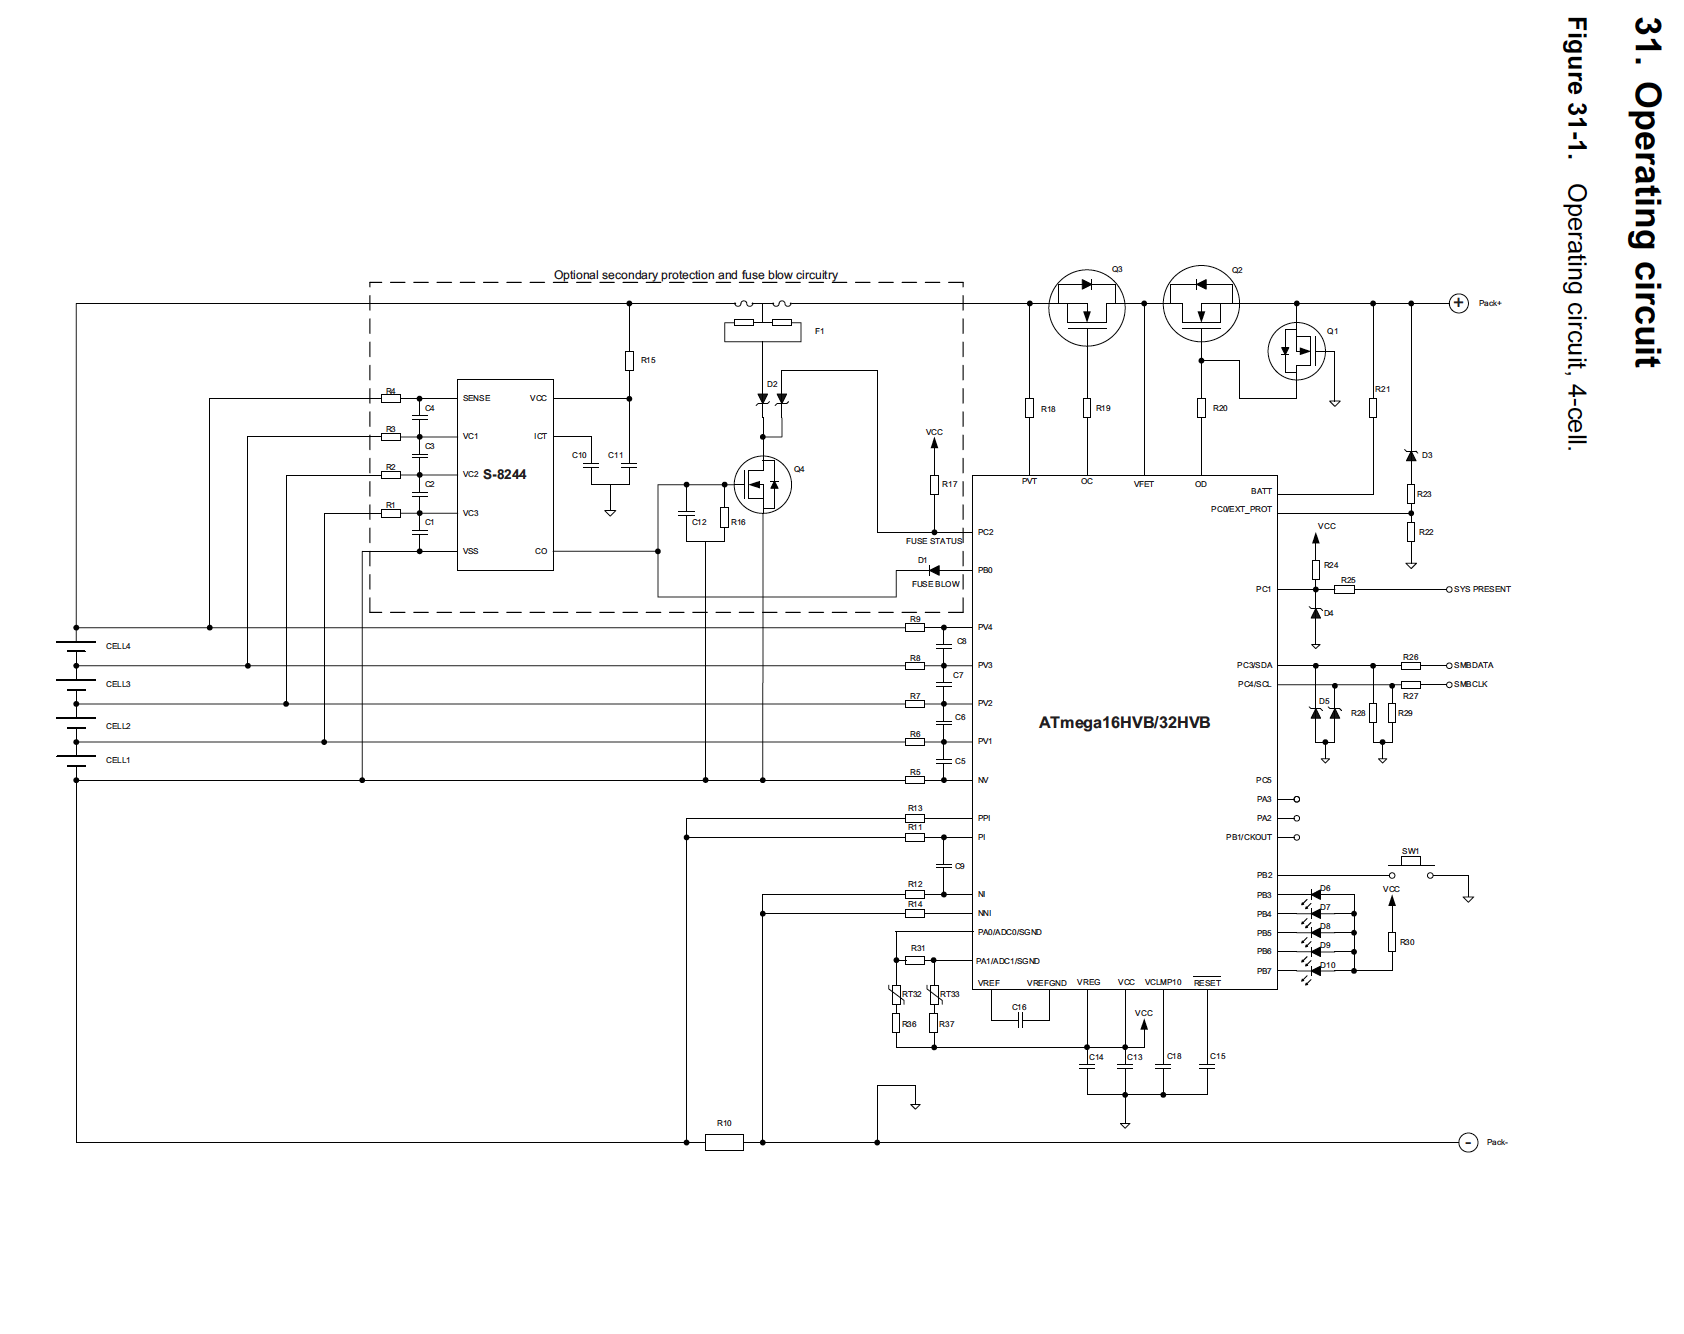 31. Operating circuit
Figure 31-1. Operating circuit, 4-cell.
Optional secondary protection and fuse blow circuitry
Q3
Q2
Pack+
F1
Q1
R15
D2
R21
R4
SENSE
VCC
C4
R18
R19
R20
R3
VC1
ICT
VCC
C3
C10
C11
D3
R2
VC2
S-8244
Q4
C2
R17
PVT
OC
VFET
OD
BATT
R23
R1
VC3
PC0/EXT_PROT
C1
C12
R16
VCC
R22
PC2
FUSE STATUS
VSS
CO
D1
R24
PB0
FUSE BLOW
R25
PC1
SYS PRESENT
D4
R9
PV4
C8
CELL4
R8
PV3
PC3/SDA
R26
SMBDATA
C7
CELL3
PC4/SCL
SMBCLK
R7
R27
PV2
D5
R28
R29
C6
CELL2
ATmega16HVB/32HVB
R6
PV1
C5
CELL1
R5
NV
PC5
PA3
R13
PPI
PA2
R11
PI
PB1/CKOUT
SW1
C9
PB2
R12
NI
PB3
D6
VCC
R14
NNI
PB4
D7
PA0/ADC0/SGND
PB5
D8
R31
R30
PB6
D9
PA1/ADC1/SGND
PB7
D10
VREF
VREFGND
VREG
VCC
VCLMP10
RESET
RT32
RT33
C16
VCC
R36
R37
C14
C13
C18
C15
R10
Pack-